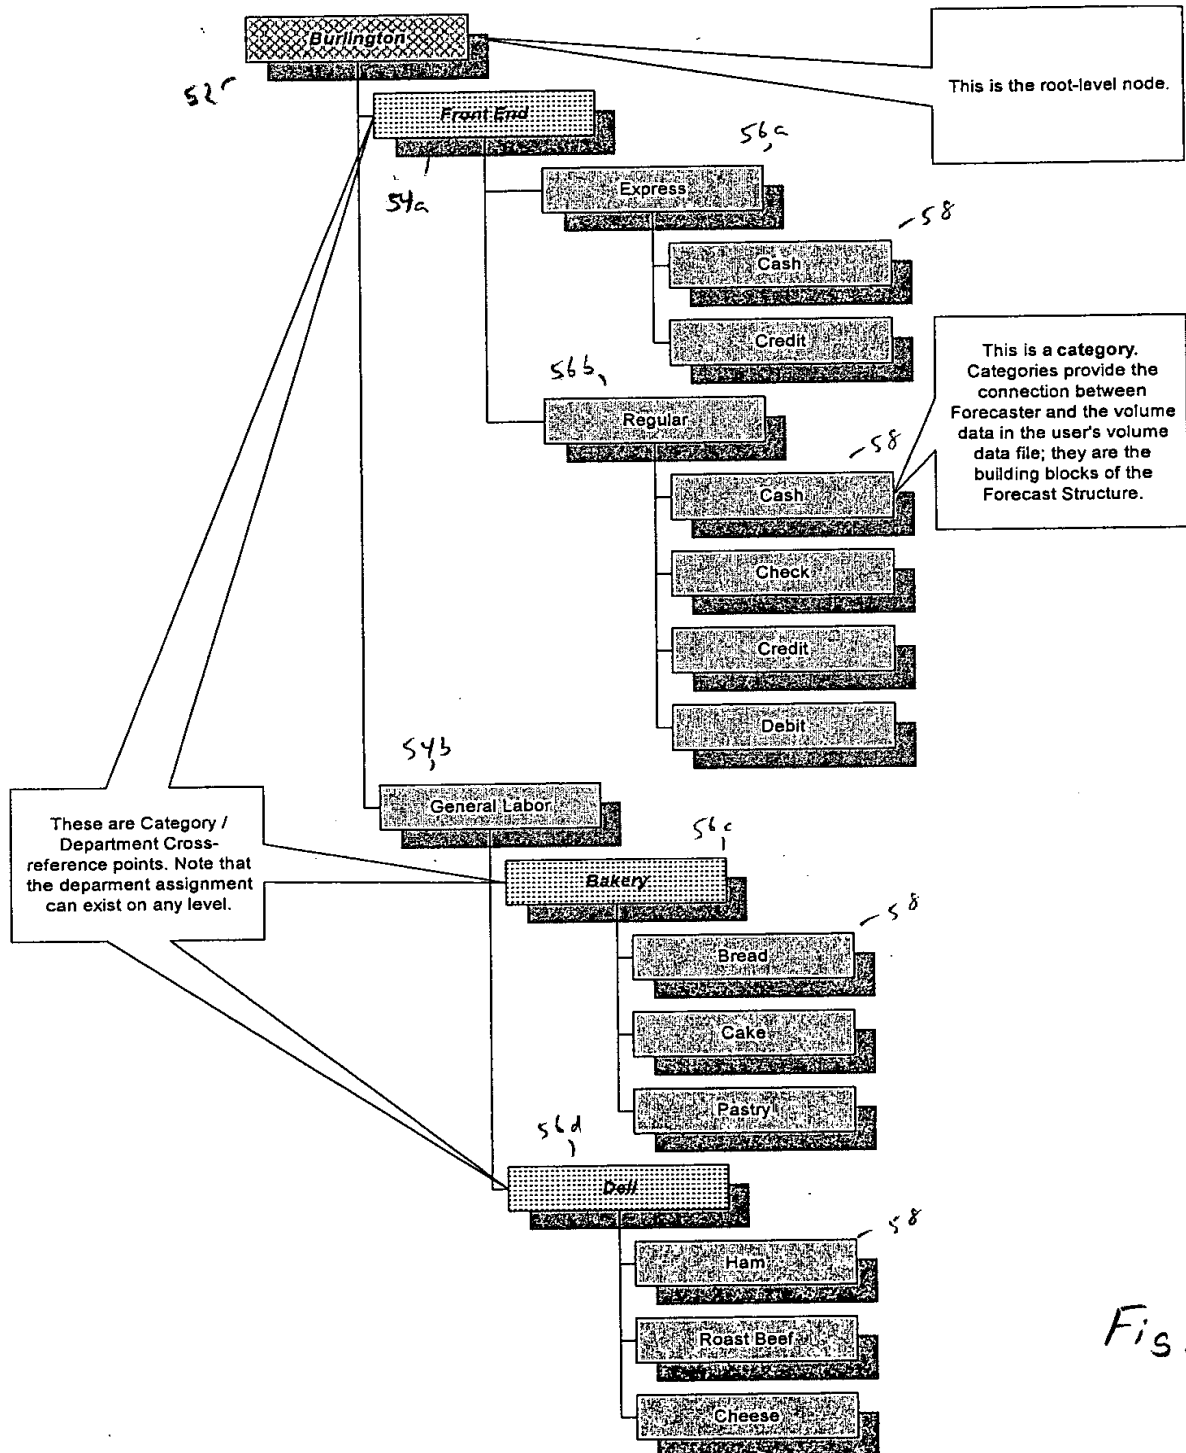 Burlington
This is the root-level node.
52
Front End
54a
56a
Express
58
Cash
Credit
56b
Regular
58
Cash
This is a category.
Categories provide the
connection between
Forecaster and the volume
data in the user's volume
data file; they are the
building blocks of the
Forecast Structure.
Check
Credit
Debit
54b
General Labor
These are Category /
Department Cross-
reference points. Note that
the deparment assignment
can exist on any level.
56c
Bakery
58
Bread
Cake
Pastry
56d
Deli
58
Ham
Roast Beef
Cheese
Fig.